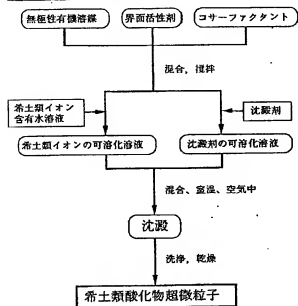 無極性有機溶媒
界面活性剤
コサーファクタント
混合，撹拌
希土類イオン
含有水溶液
沈澱剤
希土類イオンの可溶化溶液
沈澱剤の可溶化溶液
混合、室温、空気中
沈澱
洗浄，乾燥
希土類酸化物超微粒子